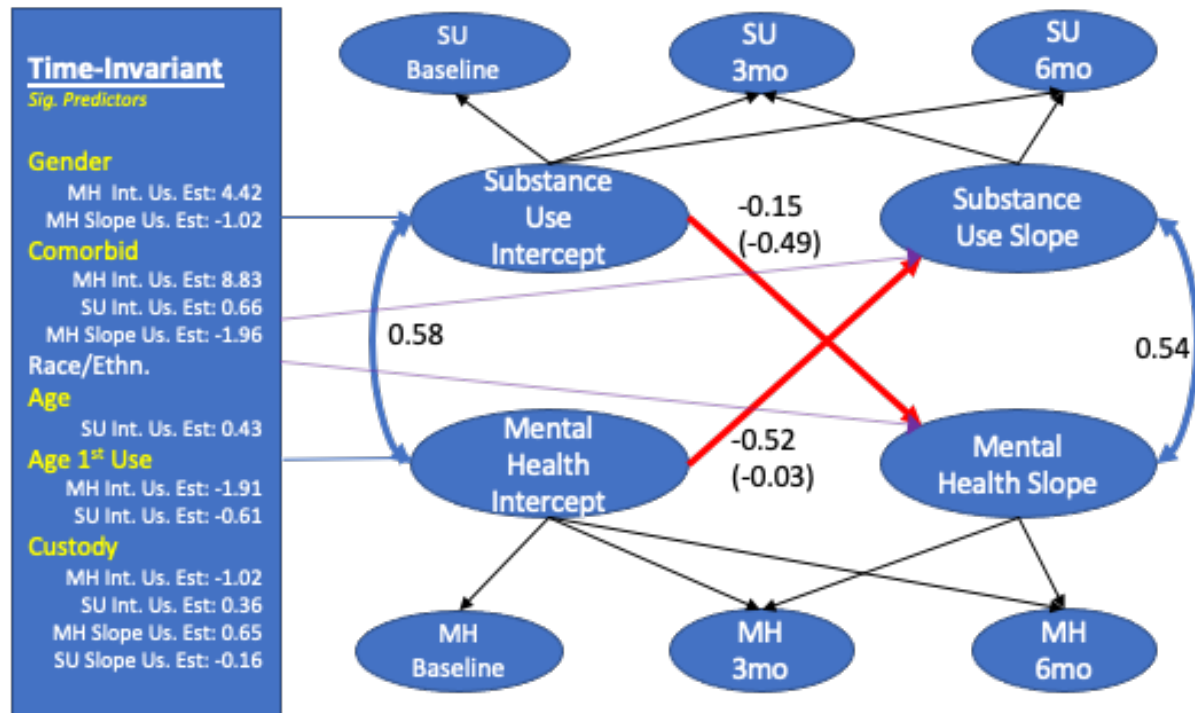 Time-Invariant
Sig. Predictors
Gender
MH Int. Us. Est: 4.42
MH Slope Us. Est: -1.02
Comorbid
MH Int. Us. Est: 8.83
SU Int. Us. Est: 0.66
MH Slope Us. Est: -1.96
Race/Ethn.
Age
SU Int. Us. Est: 0.43
Age 1st Use
MH Int. Us. Est: -1.91
SU Int. Us. Est: -0.61
Custody
MH Int. Us. Est: -1.02
SU Int. Us. Est: 0.36
MH Slope Us. Est: 0.65
SU Slope Us. Est: -0.16
SU
Baseline
SU
3mo
SU
6mo
Substance
Use
Intercept
-0.15
(-0.49)
Substance
Use Slope
0.58
0.54
Mental
Health
Intercept
-0.52
(-0.03)
Mental
Health Slope
MH
Baseline
MH
3mo
MH
6mo